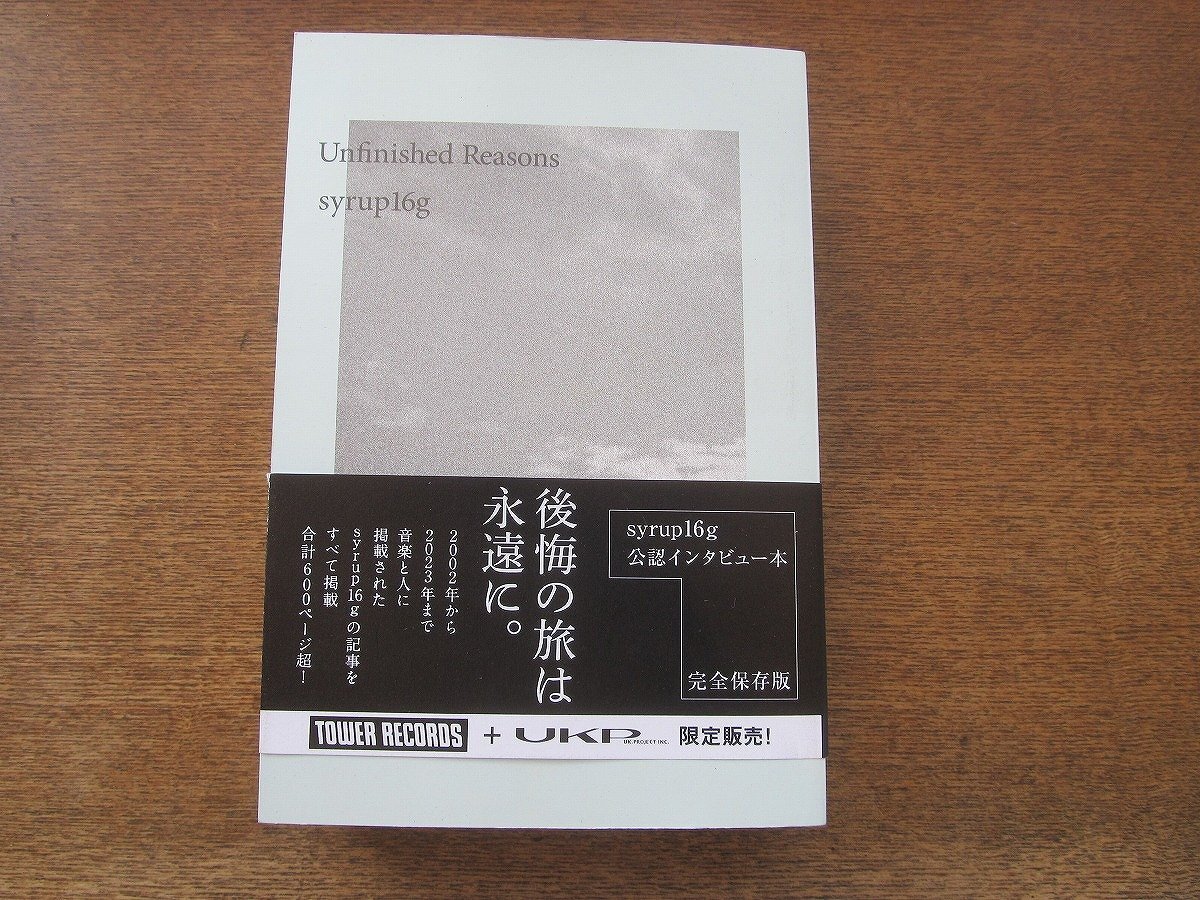 Unfinished Reasons
syrup16g
syrup16g
公認インタビュー本
完全保存版
後悔の旅は
永遠に。
2002年から
2023年まで
音楽と人に
掲載された
syrup16gの記事を
すべて掲載
合計600ページ超!
TOWER RECORDS + UKP UK.PROJECT INC. 限定販売!